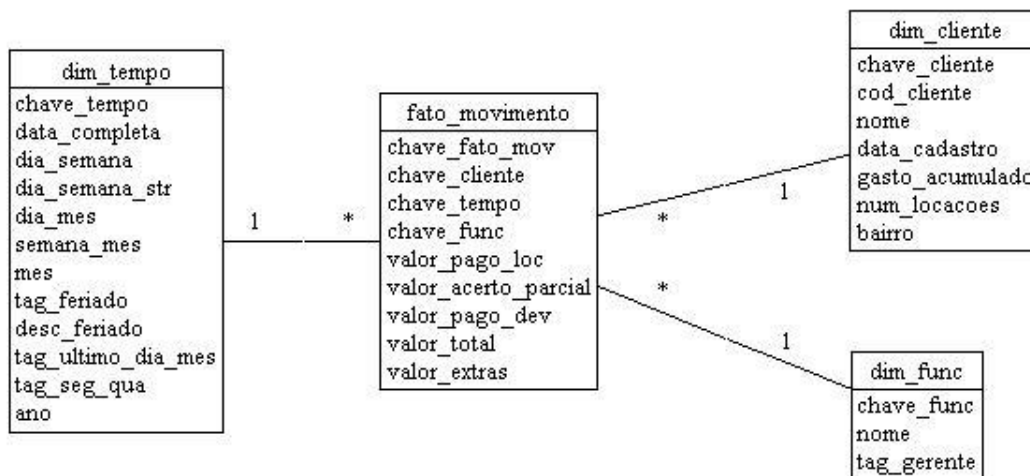 dim_tempo
chave_tempo
data_completa
dia_semana
dia_semana_str
dia_mes
semana_mes
mes
tag_feriado
desc_feriado
tag_ultimo_dia_mes
tag_seg_qua
ano
1
*
fato_movimento
chave_fato_mov
chave_cliente
chave_tempo
chave_func
valor_pago_loc
valor_acerto_parcial
valor_pago_dev
valor_total
valor_extras
*
1
*
1
dim_cliente
chave_cliente
cod_cliente
nome
data_cadastro
gasto_acumulado
num_locacoes
bairro
dim_func
chave_func
nome
tag_gerente